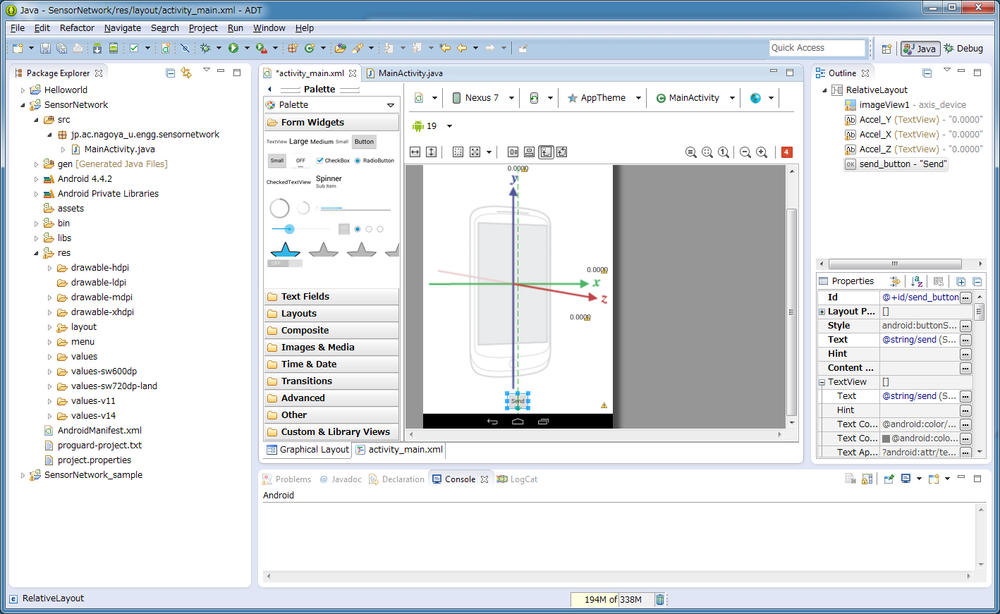 Java - SensorNetwork/res/layout/activity_main.xml - ADT
File Edit Refactor Navigate Search Project Run Window Help
Quick Access
Java
Debug
Package Explorer
Helloworld
SensorNetwork
src
jp.ac.nagoya_u.engg.sensornetwork
MainActivity.java
gen [Generated Java Files]
Android 4.4.2
Android Private Libraries
assets
bin
libs
res
drawable-hdpi
drawable-ldpi
drawable-mdpi
drawable-xhdpi
layout
menu
values
values-sw600dp
values-sw720dp-land
values-v11
values-v14
AndroidManifest.xml
proguard-project.txt
project.properties
SensorNetwork_sample
*activity_main.xml
MainActivity.java
Palette
Palette
Form Widgets
TextView Large Medium Small Button
Small OFF CheckBox RadioButton
CheckedTextView Spinner
Sub Item
OFF
Text Fields
Layouts
Composite
Images & Media
Time & Date
Transitions
Advanced
Other
Custom & Library Views
Nexus 7 AppTheme MainActivity
19
1
4
0.0000
y
0.0000
x
z
0.0000
Send
Graphical Layout activity_main.xml
Outline
RelativeLayout
imageView1 - axis_device
Accel_Y (TextView) - "0.0000"
Accel_X (TextView) - "0.0000"
Accel_Z (TextView) - "0.0000"
OK send_button - "Send"
Properties
Id @+id/send_button
Layout P... []
Style android:buttonS...
Text @string/send (S...
Hint
Content ...
TextView []
Text @string/send (S...
Hint
Text Co... @android:color/...
Text Co... @android:colo...
Text Ap... ?android:attr/te...
Problems @ Javadoc Declaration Console LogCat
Android
RelativeLayout
194M of 338M